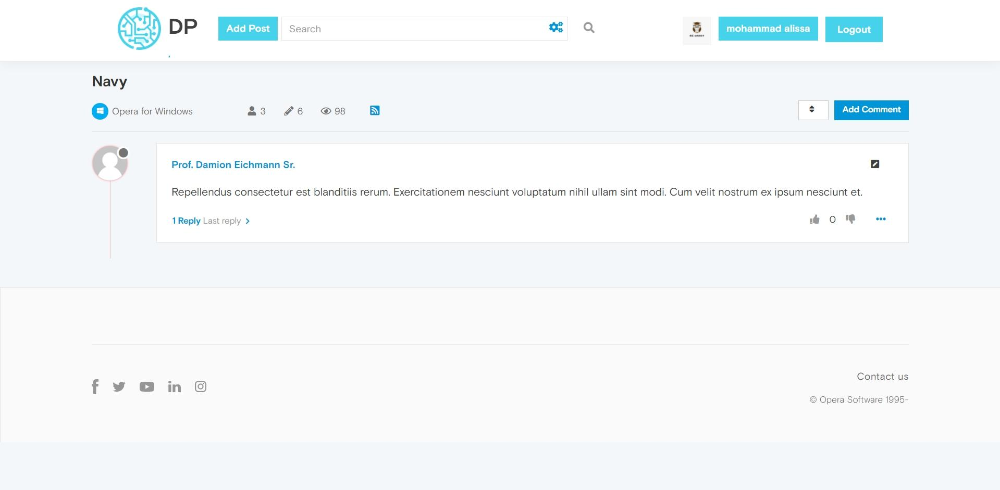 DP
Add Post
Search
mohammad alissa
Logout
,
Navy
Opera for Windows
3
6
98
Add Comment
Prof. Damion Eichmann Sr.
Repellendus consectetur est blanditiis rerum. Exercitationem nesciunt voluptatum nihil ullam sint modi. Cum velit nostrum ex ipsum nesciunt et.
1 Reply Last reply
0
Contact us
© Opera Software 1995-